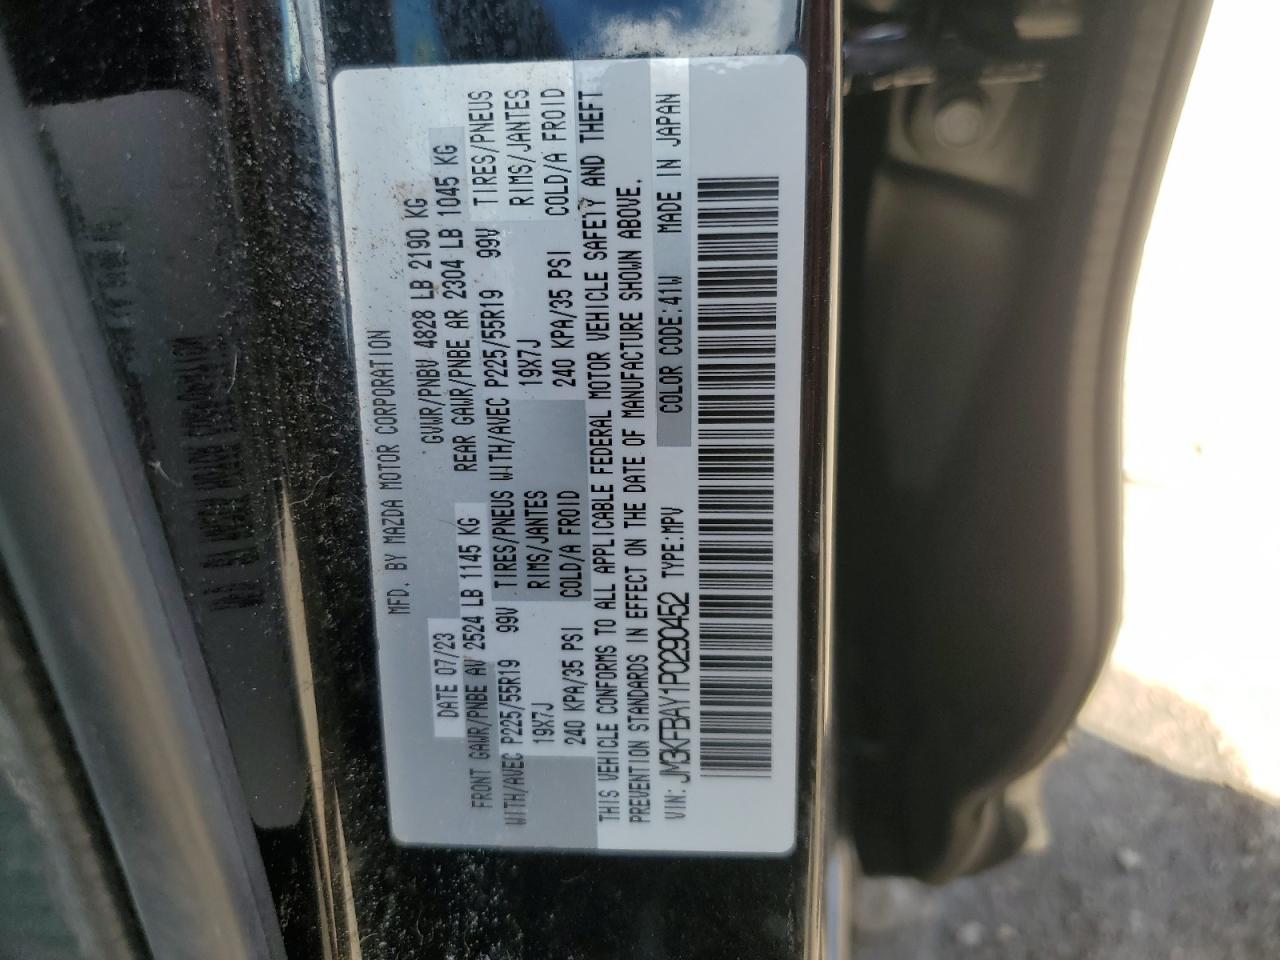 MFD. BY MAZDA MOTOR CORPORATION
DATE 07/23 GVWR/PNBV 4828 LB 2190 KG
FRONT GAWR/PNBE AV 2524 LB 1145 KG REAR GAWR/PNBE AR 2304 LB 1045 KG
WITH/AVEC P225/55R19 99V TIRES/PNEUS WITH/AVEC P225/55R19 99V TIRES/PNEUS
19X7J RIMS/JANTES 19X7J RIMS/JANTES
240 KPA/35 PSI COLD/A FROID 240 KPA/35 PSI COLD/A FROID
THIS VEHICLE CONFORMS TO ALL APPLICABLE FEDERAL MOTOR VEHICLE SAFETY AND THEFT
PREVENTION STANDARDS IN EFFECT ON THE DATE OF MANUFACTURE SHOWN ABOVE.
VIN: JM3KFBAY1P0290452 TYPE:MPV COLOR CODE:41W MADE IN JAPAN